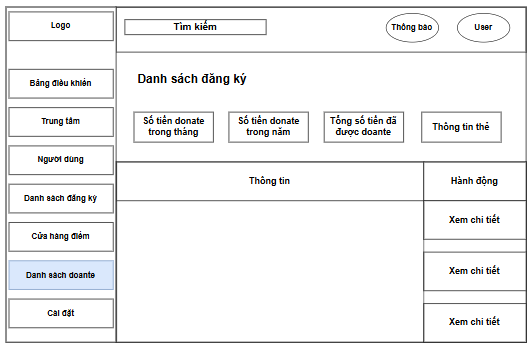 Logo
Tìm kiếm
Thông báo
User
Bảng điều khiển
Trung tâm
Người dùng
Danh sách đăng ký
Cửa hàng điểm
Danh sách doante
Cài đặt
Danh sách đăng ký
Số tiền donate
trong tháng
Số tiền donate
trong năm
Tổng số tiền đã
được doante
Thông tin thẻ
Thông tin
Hành động
Xem chi tiết
Xem chi tiết
Xem chi tiết